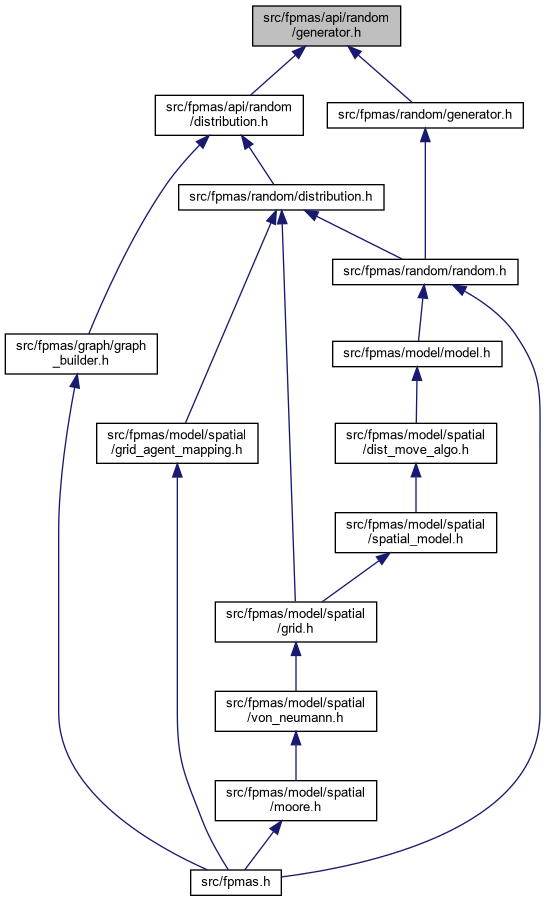 src/fpmas/api/random
/generator.h
src/fpmas/api/random
/distribution.h
src/fpmas/random/generator.h
src/fpmas/random/distribution.h
src/fpmas/random/random.h
src/fpmas/graph/graph
_builder.h
src/fpmas/model/model.h
src/fpmas/model/spatial
/grid_agent_mapping.h
src/fpmas/model/spatial
/dist_move_algo.h
src/fpmas/model/spatial
/spatial_model.h
src/fpmas/model/spatial
/grid.h
src/fpmas/model/spatial
/von_neumann.h
src/fpmas/model/spatial
/moore.h
src/fpmas.h